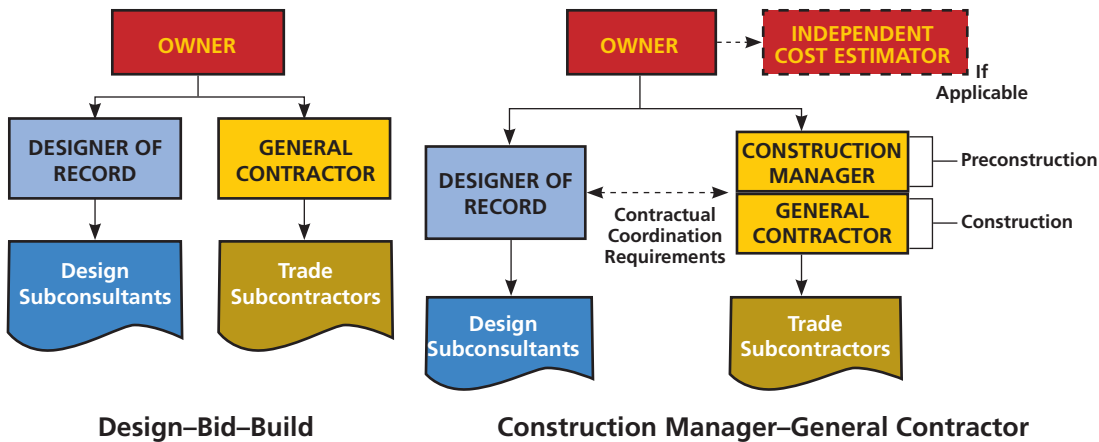 OWNER
DESIGNER OF
RECORD
GENERAL
CONTRACTOR
Design
Subconsultants
Trade
Subcontractors
Design–Bid–Build
OWNER
INDEPENDENT
COST ESTIMATOR
If
Applicable
DESIGNER OF
RECORD
Contractual
Coordination
Requirements
CONSTRUCTION
MANAGER
Preconstruction
GENERAL
CONTRACTOR
Construction
Design
Subconsultants
Trade
Subcontractors
Construction Manager–General Contractor